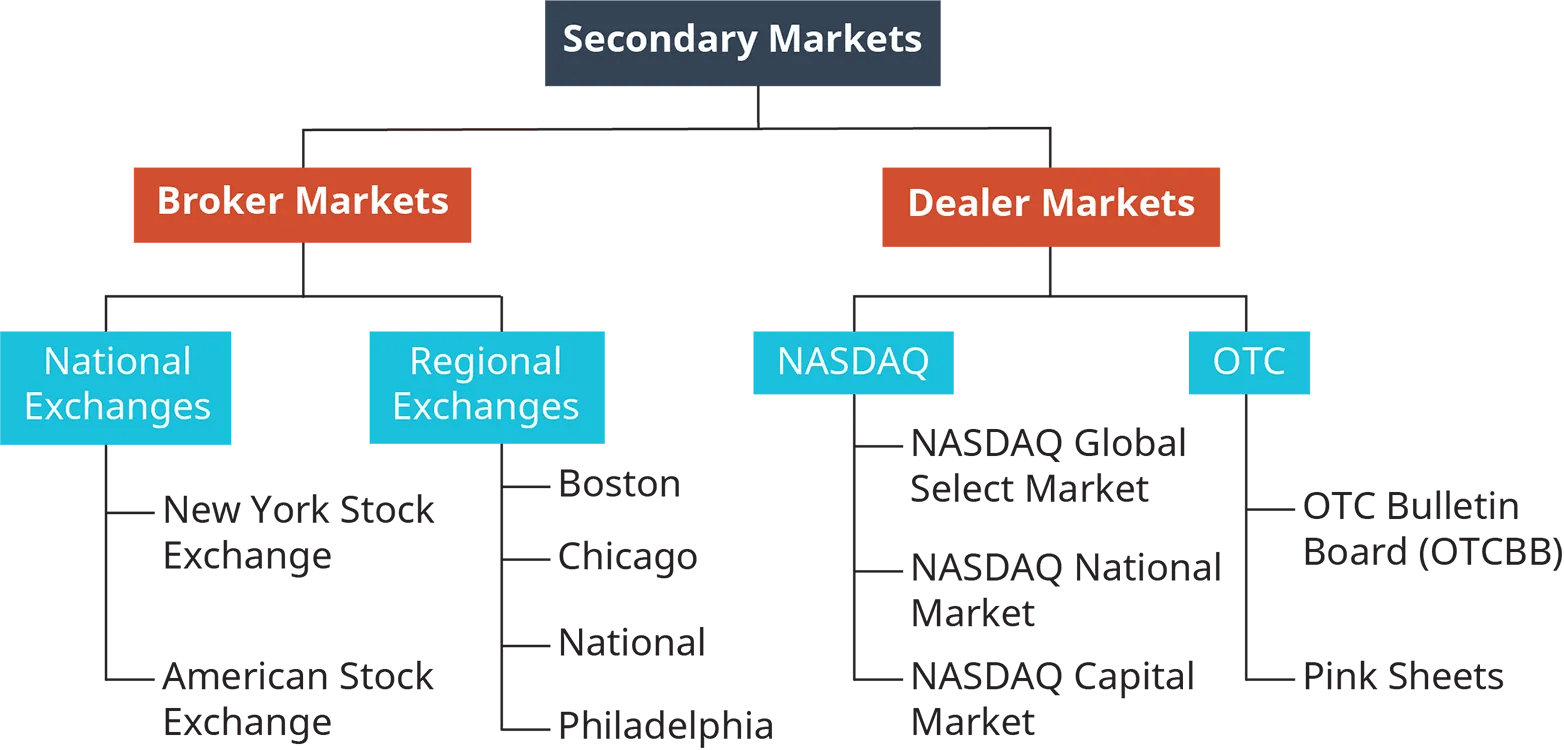 Secondary Markets
Broker Markets
Dealer Markets
National
Exchanges
Regional
Exchanges
NASDAQ
OTC
New York Stock
Exchange
American Stock
Exchange
Boston
Chicago
National
Philadelphia
NASDAQ Global
Select Market
NASDAQ National
Market
NASDAQ Capital
Market
OTC Bulletin
Board (OTCBB)
Pink Sheets